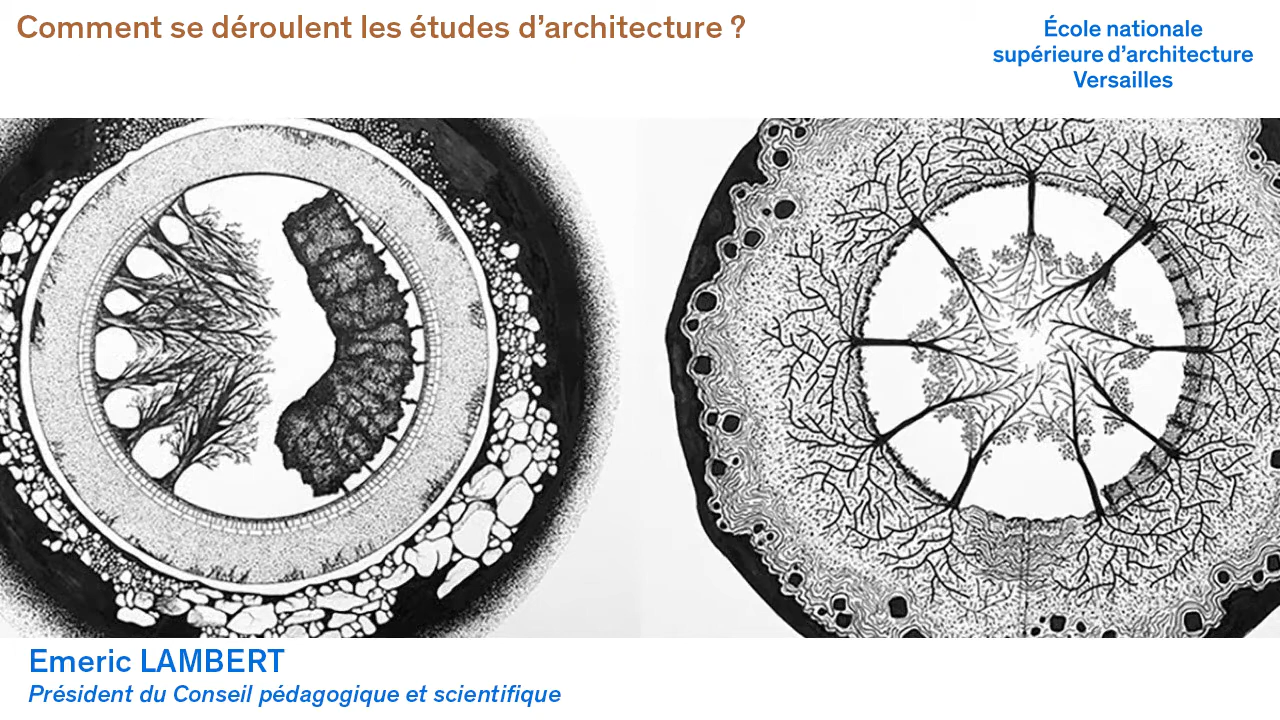 Comment se déroulent les études d’architecture ?
École nationale
supérieure d’architecture
Versailles
Emeric LAMBERT
Président du Conseil pédagogique et scientifique